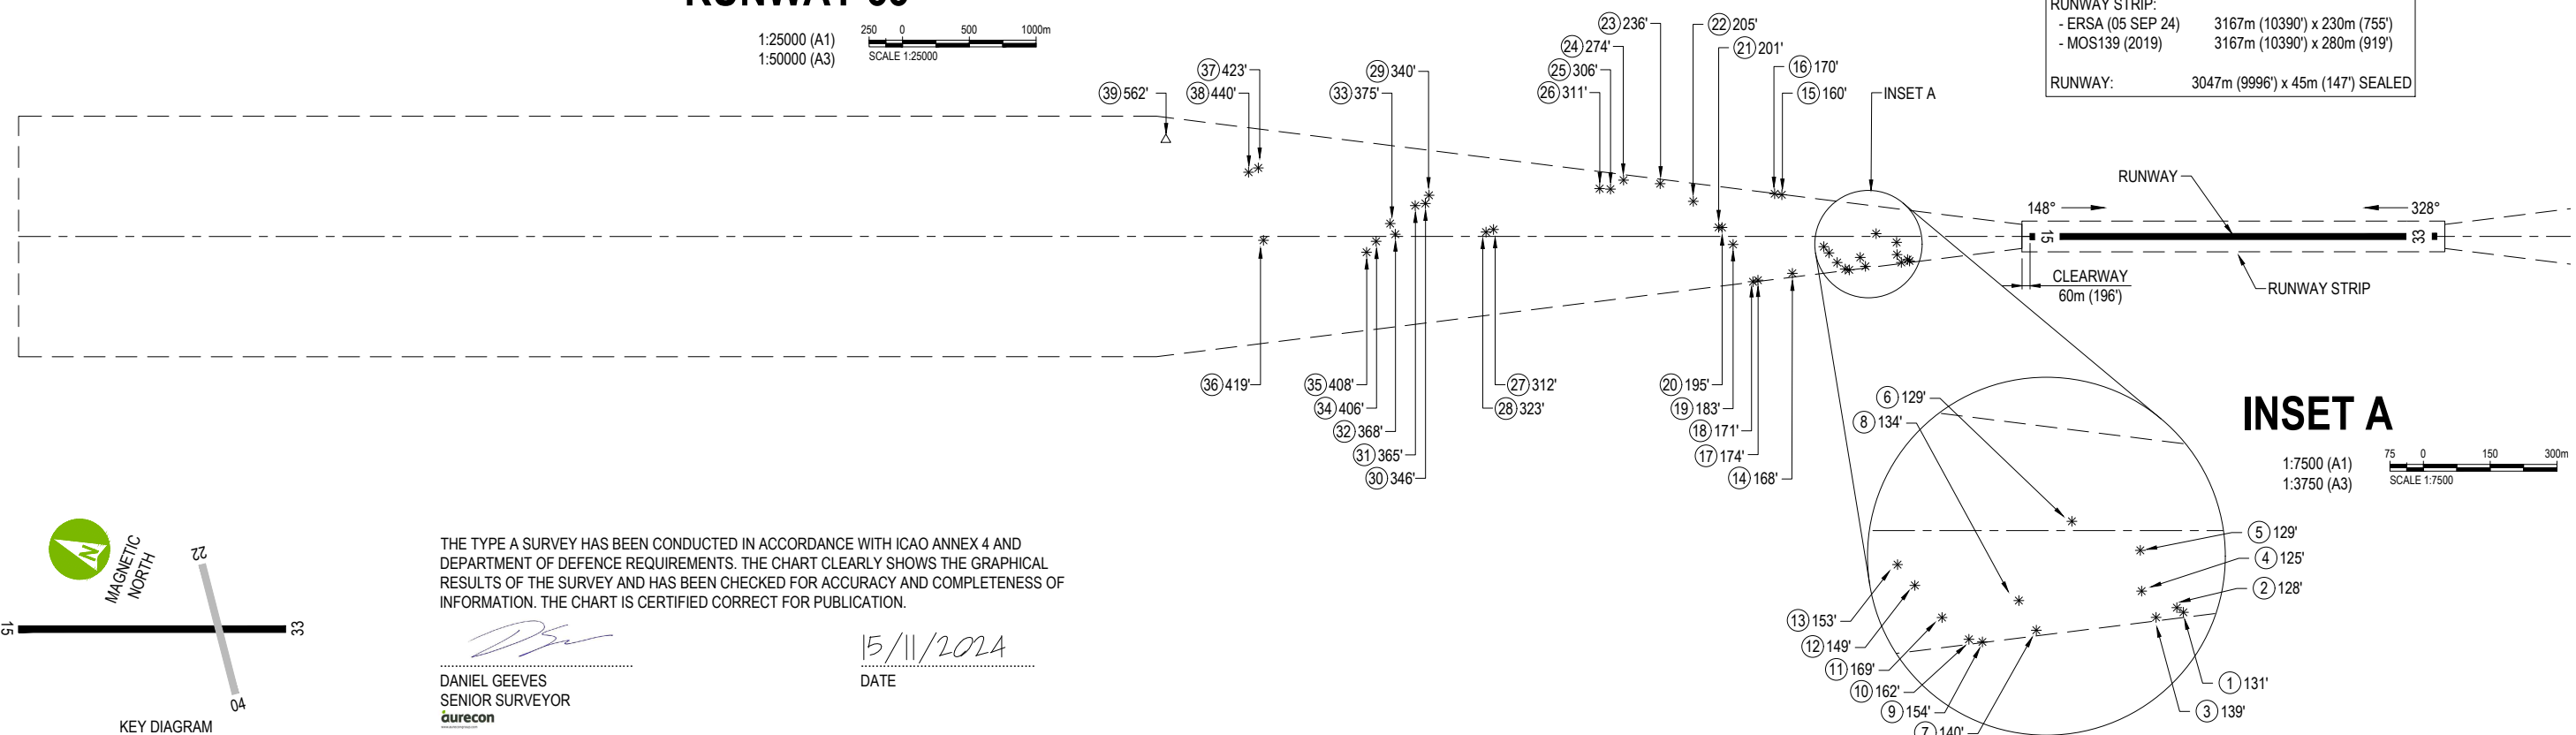 RUNWAY 33
1:25000 (A1)
1:50000 (A3)
250 0 500 1000m
SCALE 1:25000
RUNWAY STRIP:
- ERSA (05 SEP 24) 3167m (10390') x 230m (755')
- MOS139 (2019) 3167m (10390') x 280m (919')
RUNWAY: 3047m (9996') x 45m (147') SEALED
39 562'
37 423'
38 440'
29 340'
33 375'
23 236'
24 274'
25 306'
26 311'
22 205'
21 201'
16 170'
15 160'
INSET A
RUNWAY
148°
328°
15
33
CLEARWAY
60m (196')
RUNWAY STRIP
36 419'
35 408'
34 406'
32 368'
31 365'
30 346'
27 312'
28 323'
20 195'
19 183'
18 171'
17 174'
14 168'
6 129'
8 134'
INSET A
1:7500 (A1)
1:3750 (A3)
75 0 150 300m
SCALE 1:7500
5 129'
4 125'
2 128'
13 153'
12 149'
11 169'
10 162'
9 154'
7 140'
1 131'
3 139'
N
MAGNETIC
NORTH
22
15
33
04
KEY DIAGRAM
THE TYPE A SURVEY HAS BEEN CONDUCTED IN ACCORDANCE WITH ICAO ANNEX 4 AND
DEPARTMENT OF DEFENCE REQUIREMENTS. THE CHART CLEARLY SHOWS THE GRAPHICAL
RESULTS OF THE SURVEY AND HAS BEEN CHECKED FOR ACCURACY AND COMPLETENESS OF
INFORMATION. THE CHART IS CERTIFIED CORRECT FOR PUBLICATION.
15/11/2024
DANIEL GEEVES
SENIOR SURVEYOR
aurecon
DATE